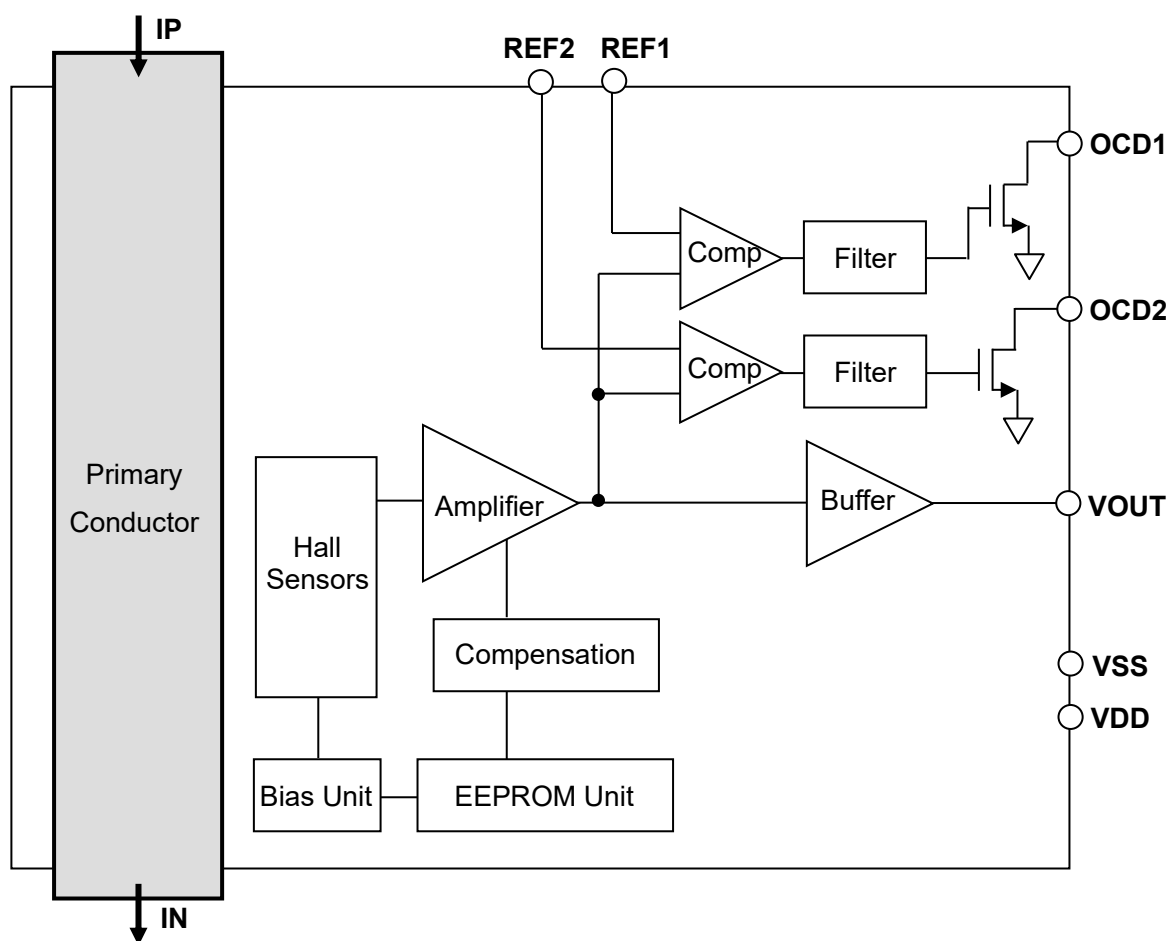 IP
REF2 REF1
OCD1
Comp
Filter
OCD2
Comp
Filter
Primary
Conductor
Hall
Sensors
Amplifier
Buffer
VOUT
Compensation
VSS
VDD
Bias Unit
EEPROM Unit
IN